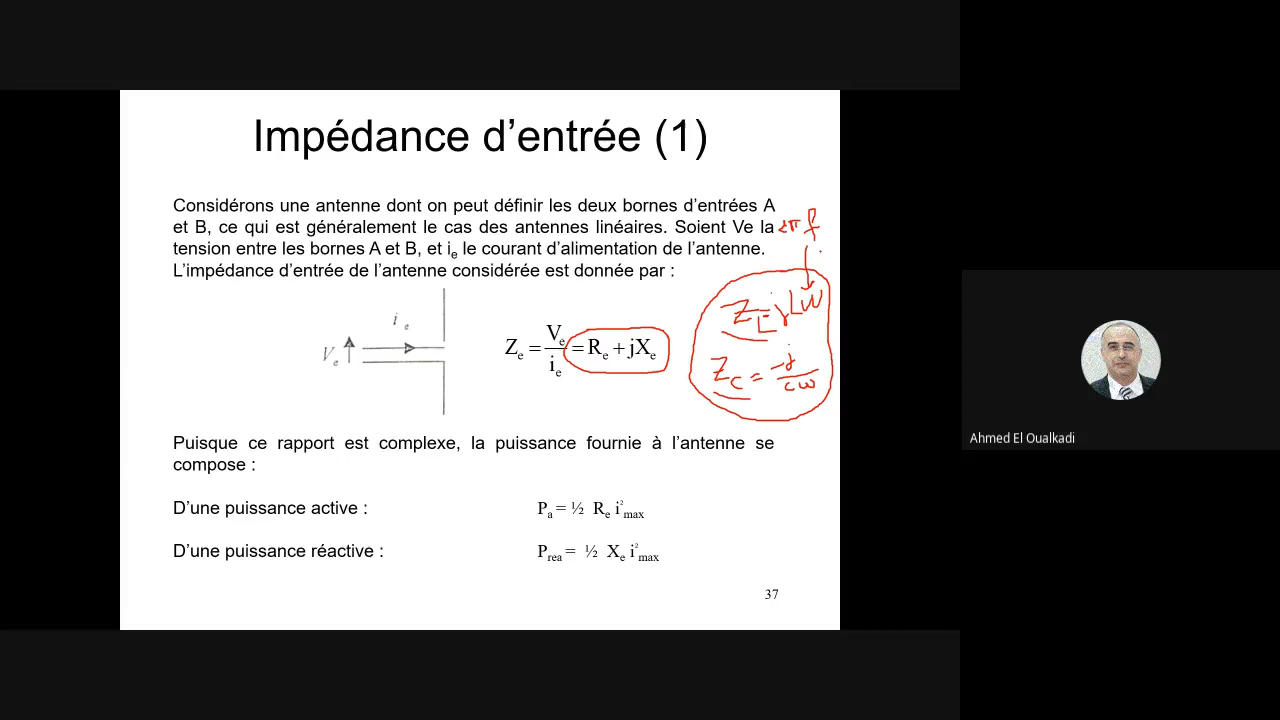 Impédance d’entrée (1)
Considérons une antenne dont on peut définir les deux bornes d’entrées A
et B, ce qui est généralement le cas des antennes linéaires. Soient Ve la
tension entre les bornes A et B, et iₑ le courant d’alimentation de l’antenne.
L’impédance d’entrée de l’antenne considérée est donnée par :
2π f
i e
Vₑ
Zₑ = Vₑ/iₑ = Rₑ + jXₑ
Z_L = jLω
Z_C = -j/cω
Puisque ce rapport est complexe, la puissance fournie à l’antenne se
compose :
D’une puissance active : Pₐ = ½ Rₑ i²max
D’une puissance réactive : Prea = ½ Xₑ i²max
37
Ahmed El Oualkadi